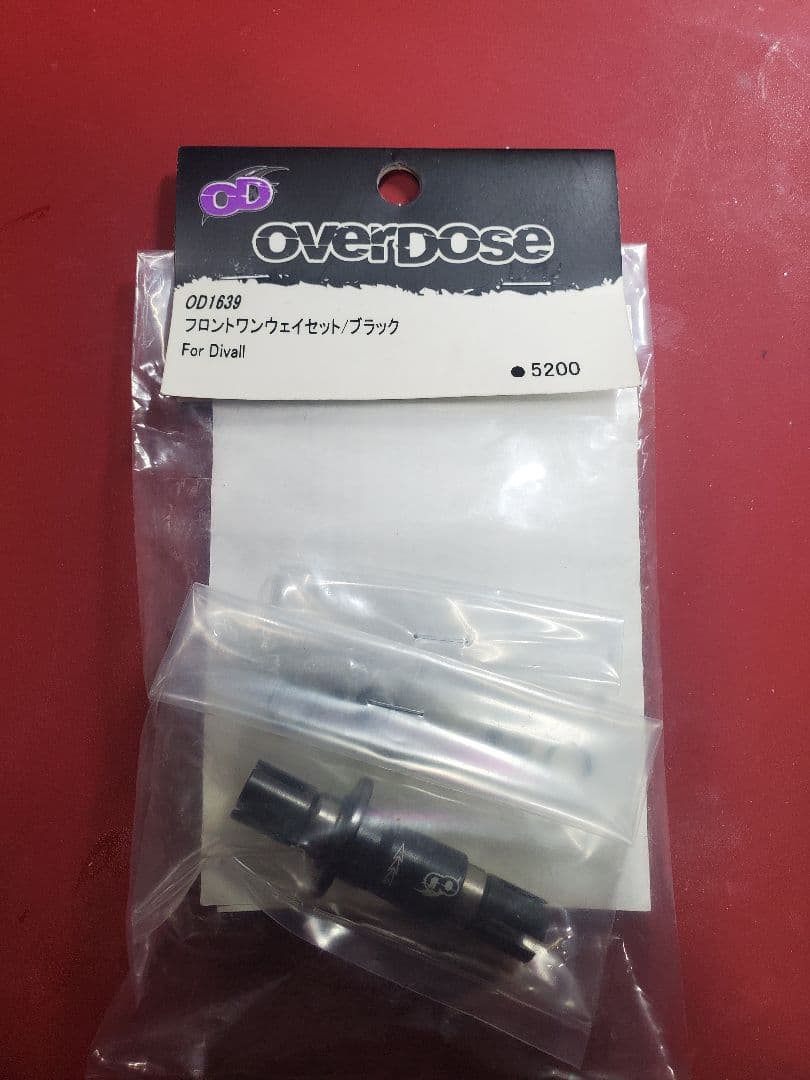 OD
OVERDOSE
OD1639
フロントワンウェイセット/ブラック
For Divall
●5200